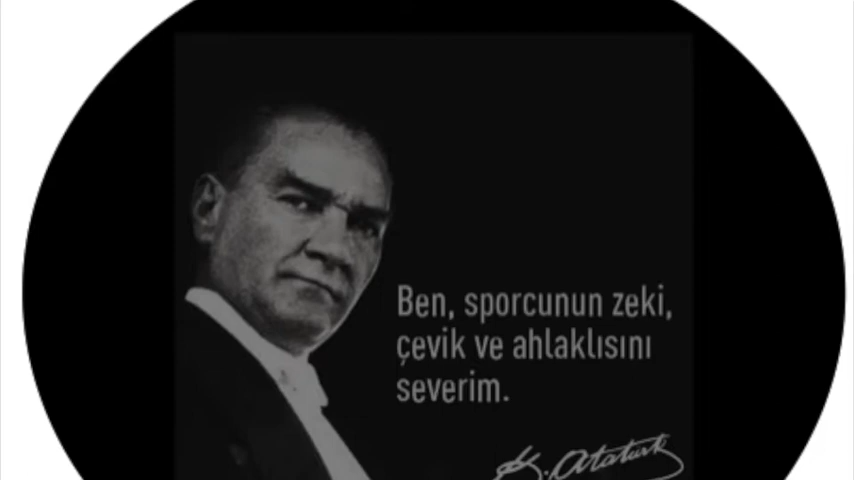 Ben, sporcunun zeki,
çevik ve ahlaklısını
severim.
K. Atatürk